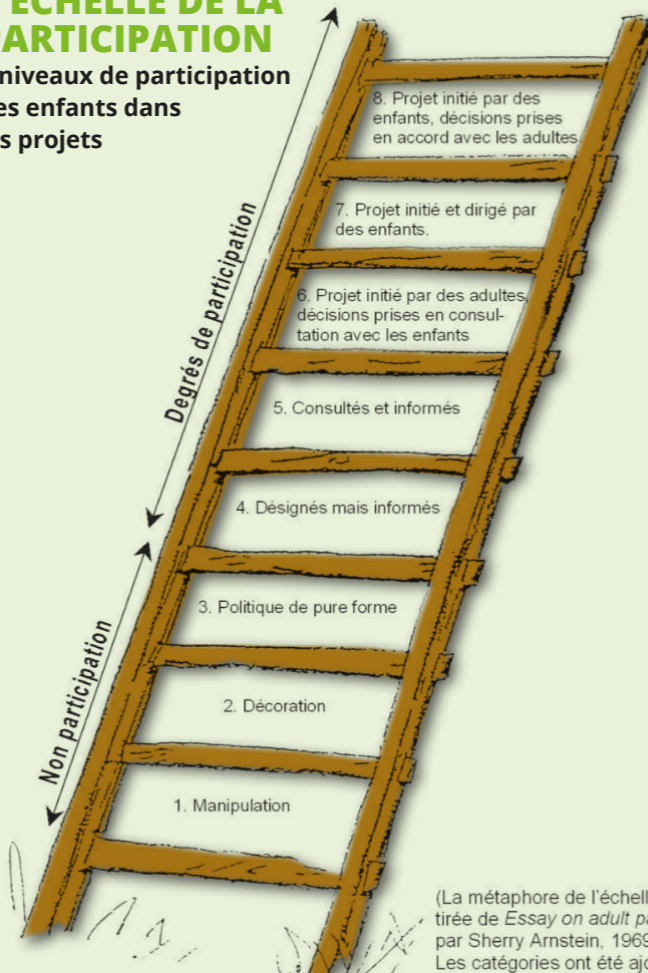 ÉCHELLE DE LA
PARTICIPATION
niveaux de participation
es enfants dans
s projets
8. Projet initié par des
enfants, décisions prises
en accord avec les adultes
7. Projet initié et dirigé par
des enfants.
6. Projet initié par des adultes,
décisions prises en consul-
tation avec les enfants
5. Consultés et informés
4. Désignés mais informés
3. Politique de pure forme
2. Décoration
1. Manipulation
Degrés de participation
Non participation
(La métaphore de l'échell
tirée de Essay on adult pa
par Sherry Arnstein, 1969
Les catégories ont été ajo